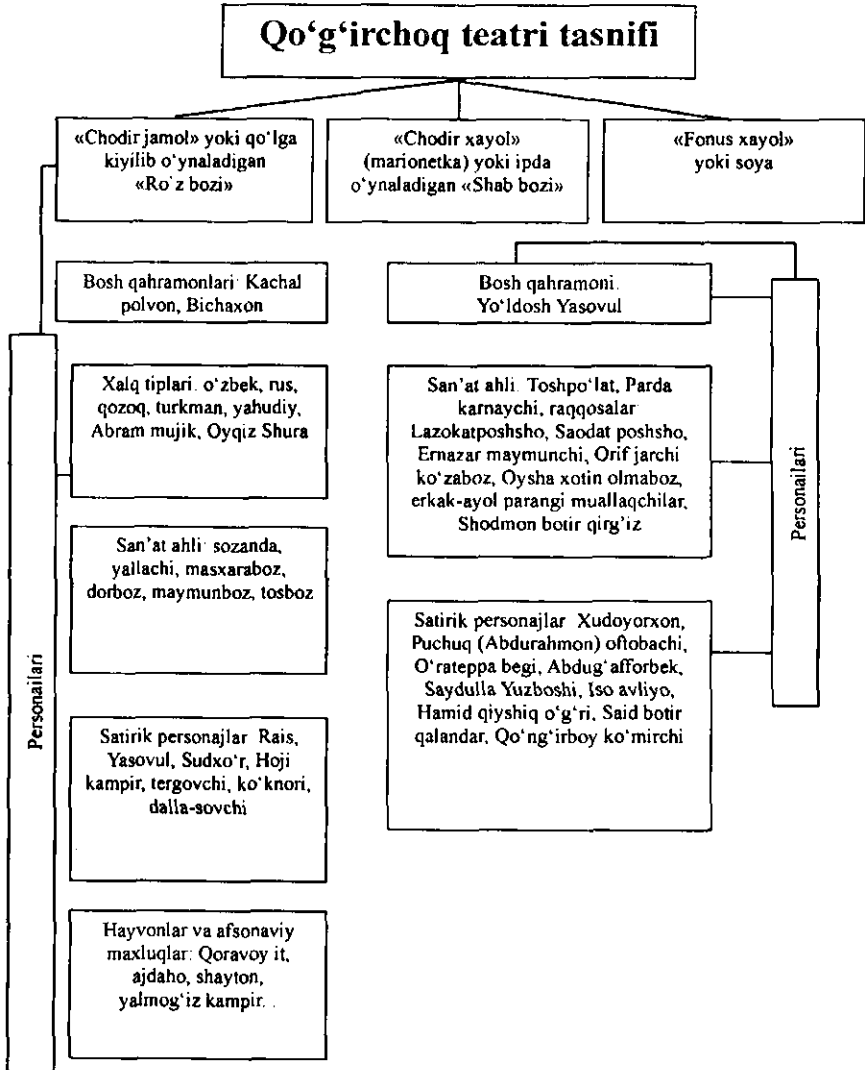 Qo‘g‘irchoq teatri tasnifi
«Chodir jamol» yoki qo‘lga
kiyilib o‘ynaladigan
«Ro‘z bozi»
«Chodir xayol»
(marionetka) yoki ipda
o‘ynaladigan «Shab bozi»
«Fonus xayol»
yoki soya
Personailari
Bosh qahramonlari: Kachal
polvon, Bichaxon
Xalq tiplari: o‘zbek, rus,
qozoq, turkman, yahudiy,
Abram mujik, Oyqiz Shura
San’at ahli: sozanda,
yallachi, masxaraboz,
dorboz, maymunboz, tosboz
Satirik personajlar Rais,
Yasovul, Sudxo‘r, Hoji
kampir, tergovchi, ko‘knori,
dalla-sovchi
Hayvonlar va afsonaviy
maxluqlar: Qoravoy it,
ajdaho, shayton,
yalmog‘iz kampir. .
Bosh qahramoni.
Yo‘ldosh Yasovul
San’at ahli. Toshpo‘lat, Parda
karnaychi, raqqosalar
Lazokatposhsho, Saodat poshsho,
Ernazar maymunchi, Orif jarchi
ko‘zaboz, Oysha xotin olmaboz,
erkak-ayol parangi muallaqchilar,
Shodmon botir qirg‘iz
Satirik personajlar Xudoyorxon,
Puchuq (Abdurahmon) oftobachi,
O‘rateppa begi, Abdug‘afforbek,
Saydulla Yuzboshi, Iso avliyo,
Hamid qiyshiq o‘g‘ri, Said botir
qalandar, Qo‘ng‘irboy ko‘mirchi
Personailari